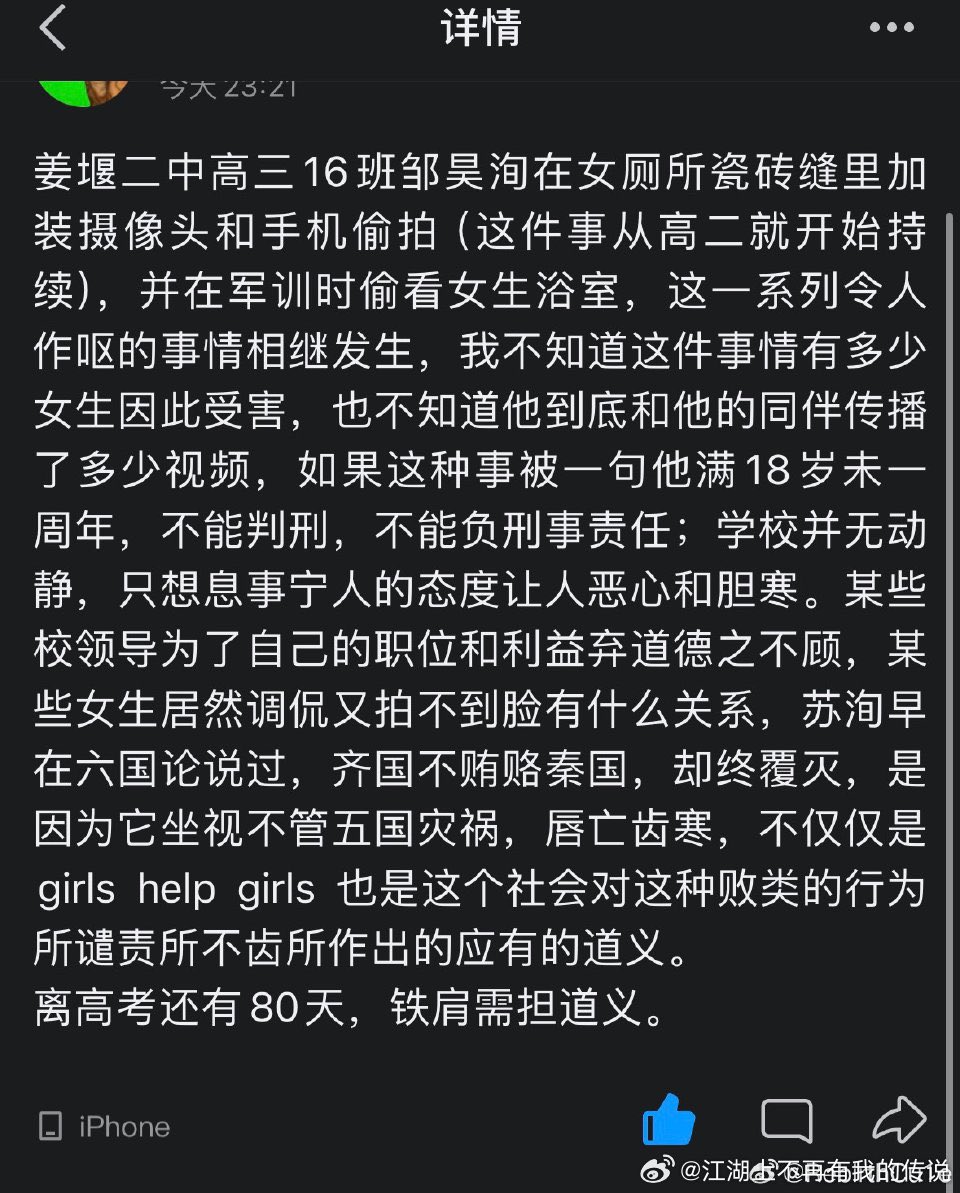 详情
今天 23:21
姜堰二中高三16班邹昊洵在女厕所瓷砖缝里加
装摄像头和手机偷拍（这件事从高二就开始持
续），并在军训时偷看女生浴室，这一系列令人
作呕的事情相继发生，我不知道这件事情有多少
女生因此受害，也不知道他到底和他的同伴传播
了多少视频，如果这种事被一句他满18岁未一
周年，不能判刑，不能负刑事责任；学校并无动
静，只想息事宁人的态度让人恶心和胆寒。某些
校领导为了自己的职位和利益弃道德之不顾，某
些女生居然调侃又拍不到脸有什么关系，苏洵早
在六国论说过，齐国不贿赂秦国，却终覆灭，是
因为它坐视不管五国灾祸，唇亡齿寒，不仅仅是
girls help girls 也是这个社会对这种败类的行为
所谴责所不齿所作出的应有的道义。
离高考还有80天，铁肩需担道义。
iPhone
@江湖上不再有我的传说